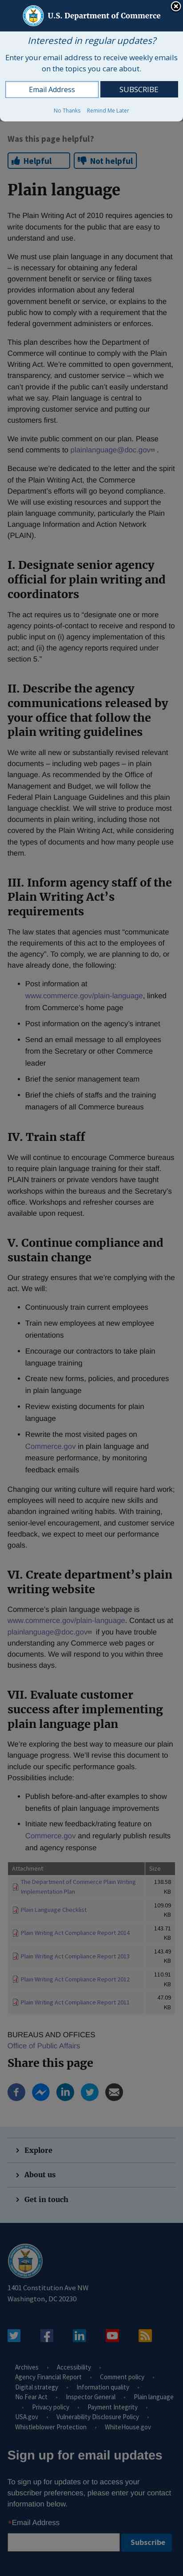 U.S. Department of Commerce
Interested in regular updates?
Enter your email address to receive weekly emails
on the topics you care about.
Email Address
SUBSCRIBE
No Thanks Remind Me Later
Was this page helpful?
Helpful Not helpful
Plain language
The Plain Writing Act of 2010 requires agencies to
write documents for the public that are easy to
understand.
In any document that we issue – a document that
– is necessary for obtaining any federal
government benefit or service or filing taxes
provides information about any federal
government benefit or service, or explains to the
public how to comply with a requirement that the
federal government administers or enforces.
This plan describes how the Department of
Commerce will continue to comply with the Plain
Writing Act. We're committed to open government,
transparency, and customer service – which we
can't provide if the public can't easily understand
what we say. Plain language is essential to
improving customer service and putting our
customers first.
We invite public comment on our plan. Please
send comments to plainlanguage@doc.gov .
Because we're dedicated to the letter and the spirit
of the Plain Writing Act, the Commerce
Department's efforts will go beyond compliance.
We will use the resources of the entire
plain language community, particularly the Plain
Language Information and Action Network
(PLAIN).
I. Designate senior agency
official for plain writing and
coordinators
The act requires us to "designate one or more
agency points-of-contact to receive and respond to
public input on (i) agency implementation of this
act; and (ii) the agency reports required under
section 5."
II. Describe the agency
communications released by
your office that follow the
plain writing guidelines
We write all new or substantially revised relevant
documents – including web pages – in plain
language. As recommended by the Office of
Management and Budget, we have followed the
Federal Plain Language Guidelines and this plain
language checklist. We will modify this list of
documents covered by the Plain Writing Act, while
considering the types of documents our offices
write and their years of experience with them.
III. Inform agency staff of the
Plain Writing Act's
requirements
The law states that agencies must "communicate
the requirements of this act to the employees of
the agency". To comply, we are planning to do, or
have already done, the following:
Post information at
www.commerce.gov/plain-language, linked
from Commerce's home page
Post information on the agency's intranet
Send an email message to all employees
from the Secretary or other Commerce
leader
Brief the senior management team
Brief the chiefs of staff and the training
managers of all Commerce bureaus
IV. Train staff
We will continue to encourage Commerce bureaus
to require plain language training for their staff.
PLAIN trainers or private vendors have taught
workshops within the bureaus and the Secretary's
office. Workshops and refresher courses are
available upon request.
V. Continue compliance and
sustain change
Our strategy ensures that we're complying with the
act. We will:
Continuously train current employees
Train new employees at new employee
orientations
Encourage our contractors to take plain
language training
Create new forms, policies, and procedures
in plain language
Review existing documents for plain
language
Rewrite the most visited pages on
Commerce.gov in plain language and
measure performance, by monitoring
feedback emails
Changing our writing culture will require hard work;
employees will need to acquire new skills and
abandon ingrained writing habits. With training,
senior-level encouragement, and customer service
feedback, we expect to meet our performance
goals.
VI. Create department's plain
writing website
Commerce's plain language webpage is
www.commerce.gov/plain-language. Contact us at
plainlanguage@doc.gov if you have trouble
understanding any Commerce web pages or
documents. We will respond to you within three
business days.
VII. Evaluate customer
success after implementing
plain language plan
We're exploring the best way to measure our plain
language progress. We'll revise this document to
include specific performance goals.
Possibilities include:
Publish before-and-after examples to show
benefits of plain language improvements.
Initiate new feedback/rating feature on
Commerce.gov and regularly publish results
and agency response
Attachment Size
The Department of Commerce Plain Writing 138.58
Implementation Plan KB
Plain Language Checklist 109.09
KB
Plain Writing Act Compliance Report 2014 143.71
KB
Plain Writing Act Compliance Report 2013 143.49
KB
Plain Writing Act Compliance Report 2012 110.91
KB
Plain Writing Act Compliance Report 2011 47.09
KB
BUREAUS AND OFFICES
Office of Public Affairs
Share this page
Explore
About us
Get in touch
1401 Constitution Ave NW
Washington, DC 20230
Archives - Accessibility -
Agency Financial Report - Comment policy -
Digital strategy - Information quality -
No Fear Act - Inspector General - Plain language
- Privacy policy - Payment Integrity -
USA.gov - Vulnerability Disclosure Policy -
Whistleblower Protection - WhiteHouse.gov
Sign up for email updates
To sign up for updates or to access your
subscriber preferences, please enter your contact
information below.
*Email Address
Subscribe